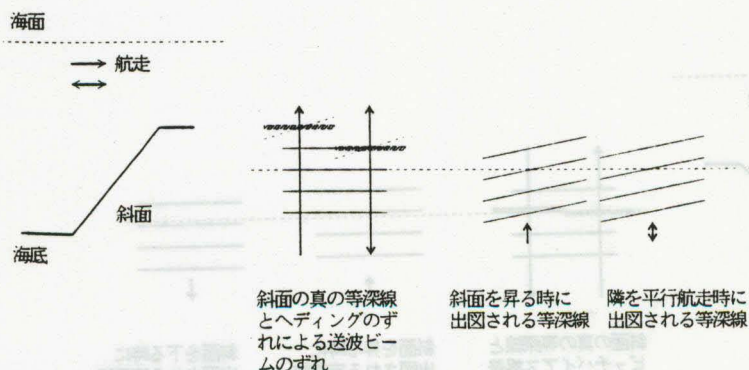 海面
航走
斜面
海底
斜面の真の等深線
とヘディングのず
れによる送波ビー
ムのずれ
斜面を昇る時に
出図される等深線
隣を平行航走時に
出図される等深線